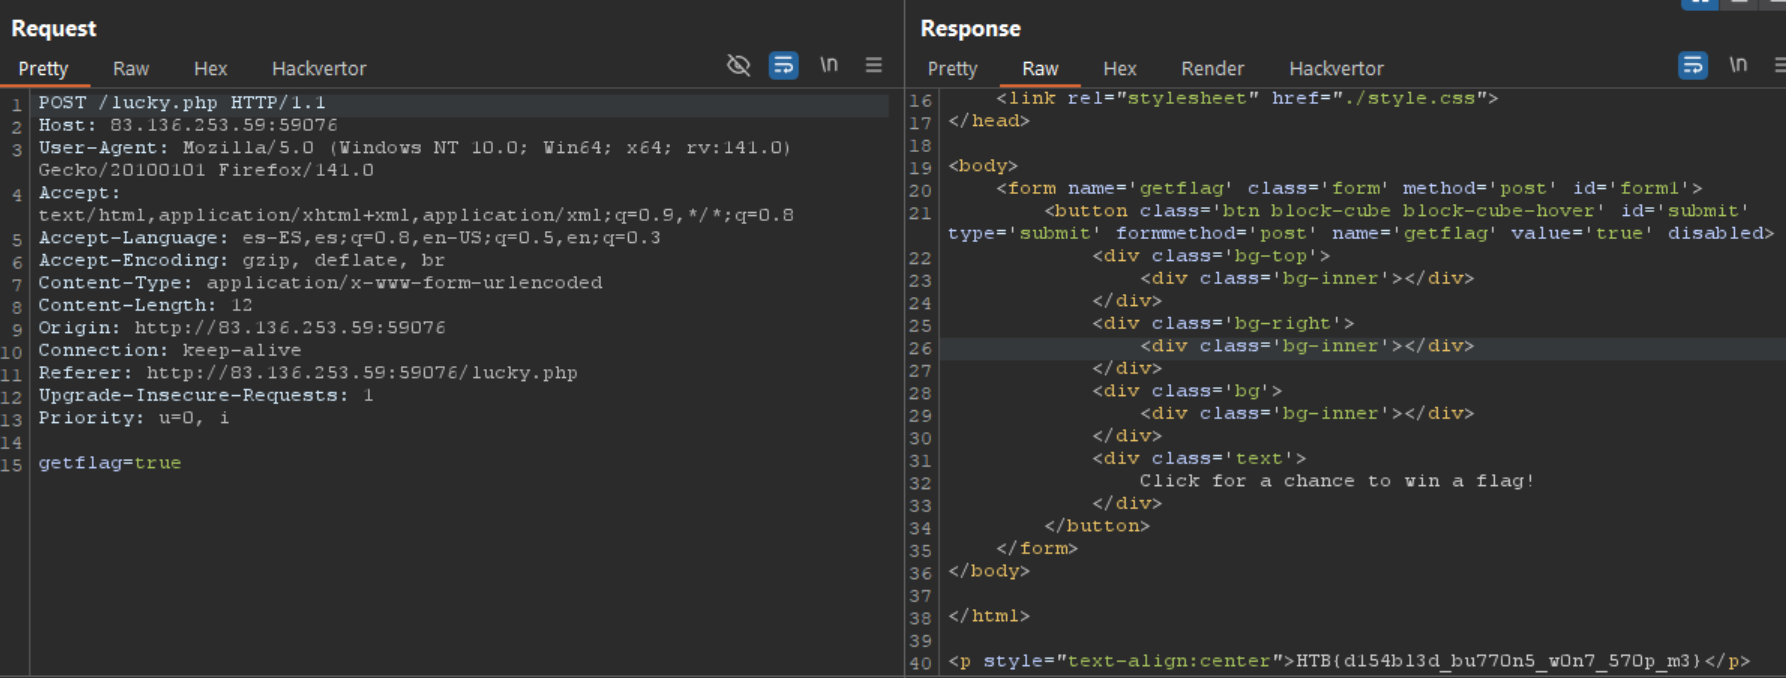 Request
Pretty Raw Hex Hackvertor \n
1 POST /lucky.php HTTP/1.1
2 Host: 83.136.253.59:59076
3 User-Agent: Mozilla/5.0 (Windows NT 10.0; Win64; x64; rv:141.0)
Gecko/20100101 Firefox/141.0
4 Accept:
text/html,application/xhtml+xml,application/xml;q=0.9,*/*;q=0.8
5 Accept-Language: es-ES,es;q=0.8,en-US;q=0.5,en;q=0.3
6 Accept-Encoding: gzip, deflate, br
7 Content-Type: application/x-www-form-urlencoded
8 Content-Length: 12
9 Origin: http://83.136.253.59:59076
10 Connection: keep-alive
11 Referer: http://83.136.253.59:59076/lucky.php
12 Upgrade-Insecure-Requests: 1
13 Priority: u=0, i
14
15 getflag=true
Response
Pretty Raw Hex Render Hackvertor \n
16 <link rel="stylesheet" href="./style.css">
17 </head>
18
19 <body>
20 <form name='getflag' class='form' method='post' id='form1'>
21 <button class='btn block-cube block-cube-hover' id='submit'
type='submit' formmethod='post' name='getflag' value='true' disabled>
22 <div class='bg-top'>
23 <div class='bg-inner'></div>
24 </div>
25 <div class='bg-right'>
26 <div class='bg-inner'></div>
27 </div>
28 <div class='bg'>
29 <div class='bg-inner'></div>
30 </div>
31 <div class='text'>
32 Click for a chance to win a flag!
33 </div>
34 </button>
35 </form>
36 </body>
37
38 </html>
39
40 <p style="text-align:center">HTB{d154bl3d_bu770n5_w0n7_570p_m3}</p>